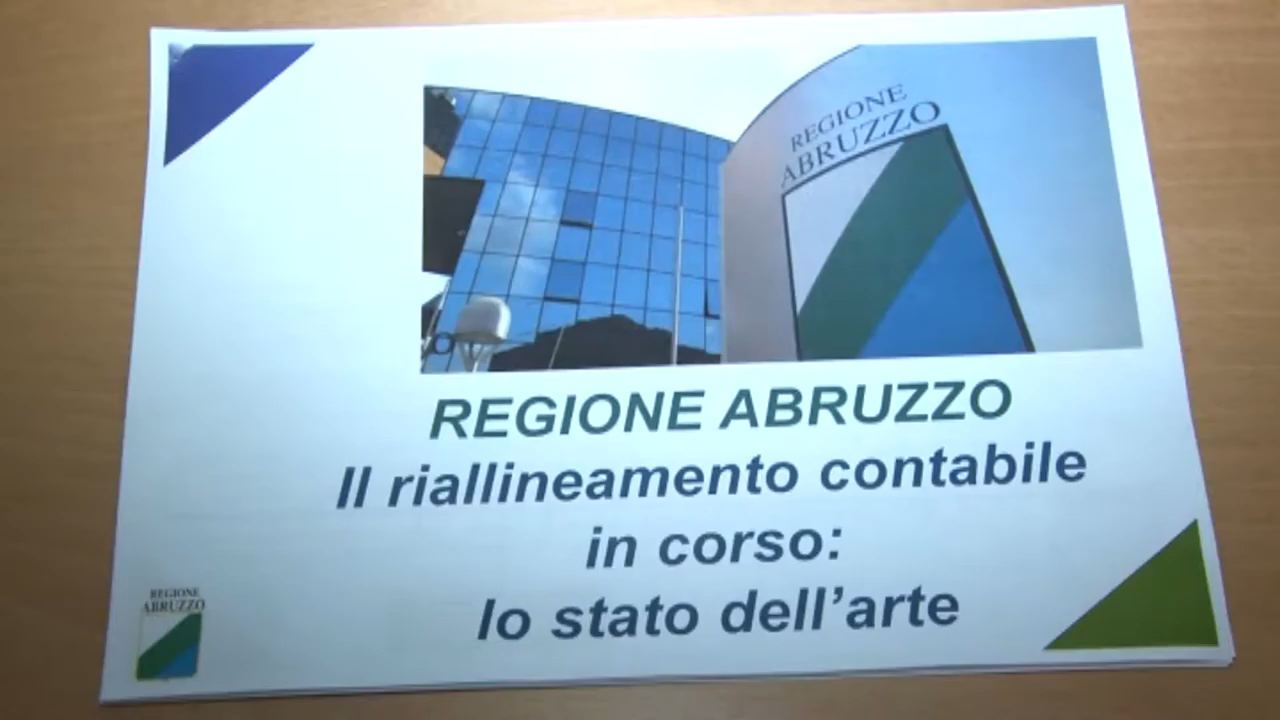 REGIONE
ABRUZZO
REGIONE ABRUZZO
Il riallineamento contabile
in corso:
lo stato dell’arte
REGIONE
ABRUZZO